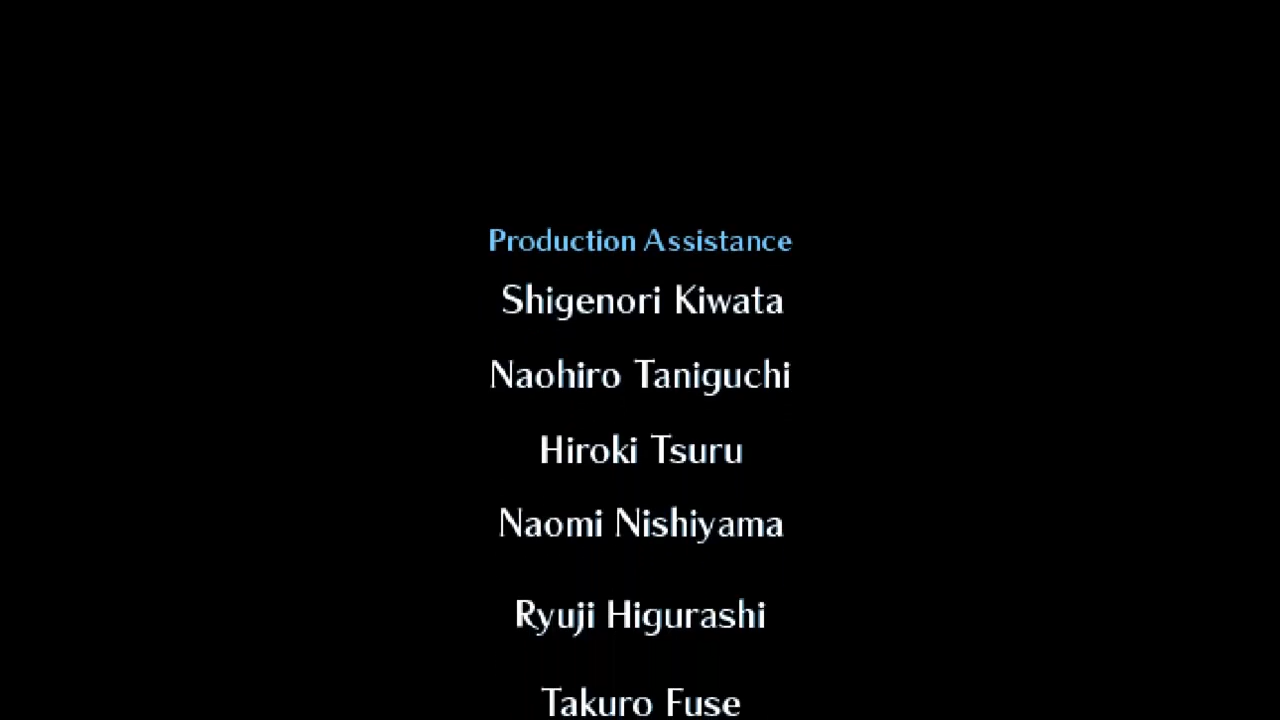 Production Assistance
Shigenori Kiwata
Naohiro Taniguchi
Hiroki Tsuru
Naomi Nishiyama
Ryuji Higurashi
Takuro Fuse